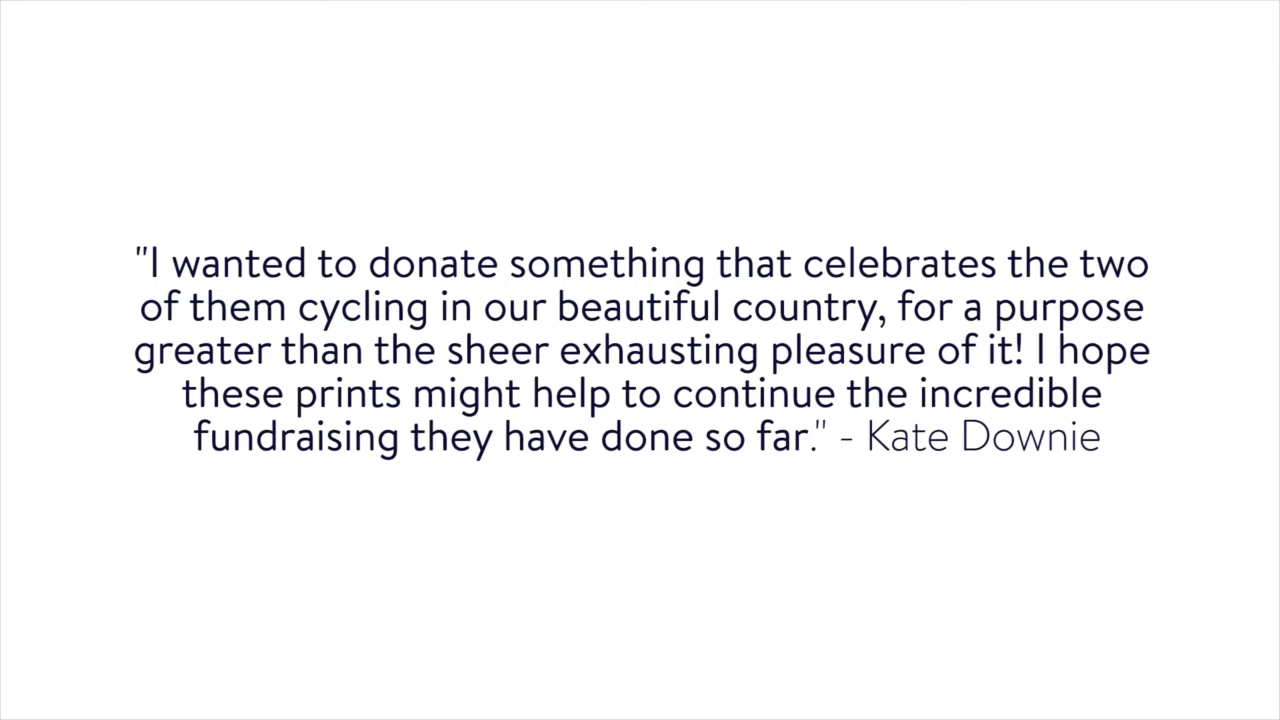 "I wanted to donate something that celebrates the two
of them cycling in our beautiful country, for a purpose
greater than the sheer exhausting pleasure of it! I hope
these prints might help to continue the incredible
fundraising they have done so far." - Kate Downie